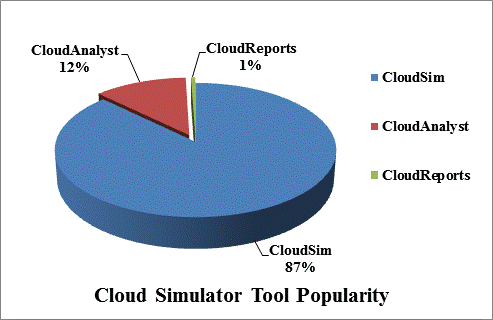 CloudAnalyst
12%
CloudReports
1%
CloudSim
CloudAnalyst
CloudReports
CloudSim
87%
Cloud Simulator Tool Popularity